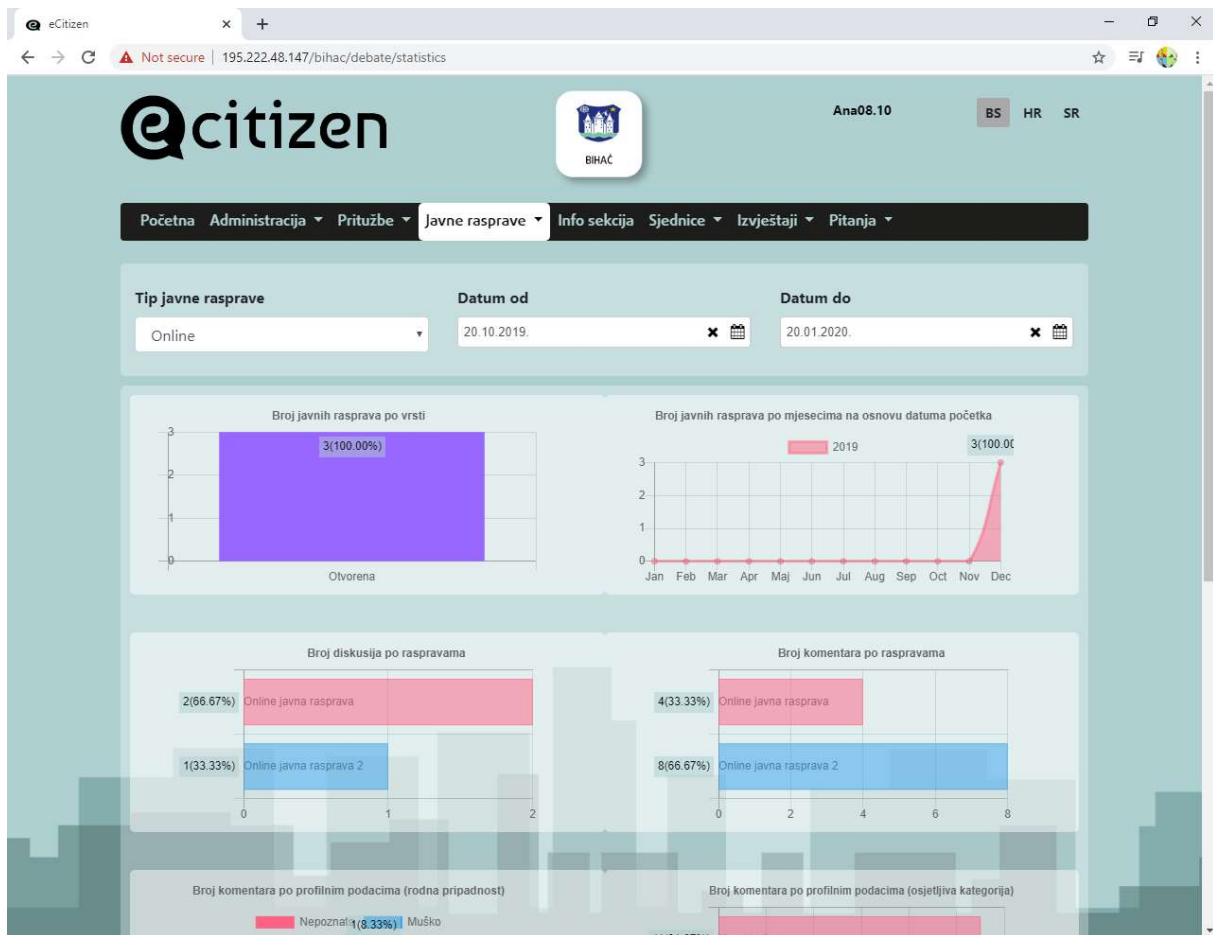 eCitizen
Not secure | 195.222.48.147/bihac/debate/statistics
ecitizen
BIHAĆ
Ana08.10
BS HR SR
Početna Administracija Pritužbe Javne rasprave Info sekcija Sjednice Izvještaji Pitanja
Tip javne rasprave Datum od Datum do
Online 20.10.2019. 20.01.2020.
Broj javnih rasprava po vrsti
3
3(100.00%)
2
1
0
Otvorena
Broj javnih rasprava po mjesecima na osnovu datuma početka
2019
3(100.00
3
2
1
0
Jan Feb Mar Apr Maj Jun Jul Aug Sep Oct Nov Dec
Broj diskusija po raspravama
2(66.67%) Online javna rasprava
1(33.33%) Online javna rasprava 2
0 1 2
Broj komentara po raspravama
4(33.33%) Online javna rasprava
8(66.67%) Online javna rasprava 2
0 2 4 6 8
Broj komentara po profilnim podacima (rodna pripadnost)
1(8.33%) Muško
Broj komentara po profilnim podacima (osjetljiva kategorija)